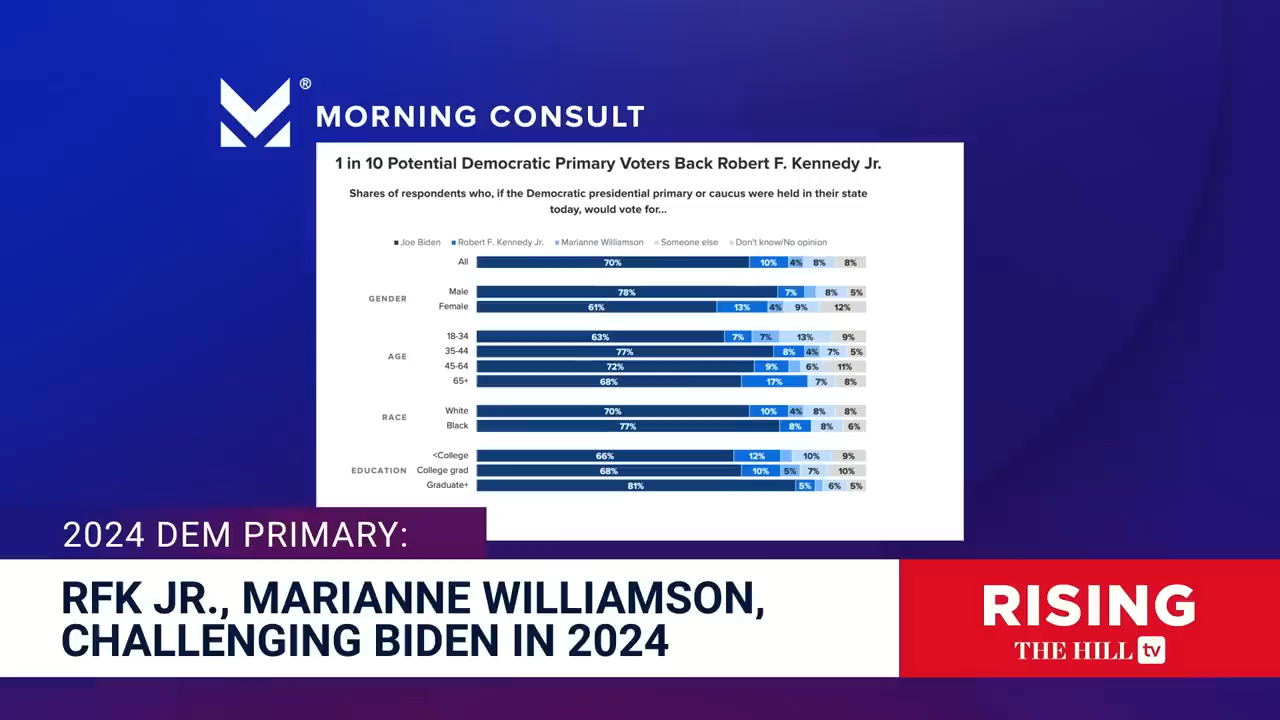 ®
MORNING CONSULT
1 in 10 Potential Democratic Primary Voters Back Robert F. Kennedy Jr.
Shares of respondents who, if the Democratic presidential primary or caucus were held in their state
today, would vote for...
Joe Biden Robert F. Kennedy Jr. Marianne Williamson Someone else Don't know/No opinion
All 70% 10% 4% 8% 8%
GENDER
Male 78% 7% 8% 5%
Female 61% 13% 4% 9% 12%
AGE
18-34 63% 7% 7% 13% 9%
35-44 77% 8% 4% 7% 5%
45-64 72% 9% 6% 11%
65+ 68% 17% 7% 8%
RACE
White 70% 10% 4% 8% 8%
Black 77% 8% 8% 6%
EDUCATION
<College 66% 12% 10% 9%
College grad 68% 10% 5% 7% 10%
Graduate+ 81% 5% 6% 5%
2024 DEM PRIMARY:
RFK JR., MARIANNE WILLIAMSON,
CHALLENGING BIDEN IN 2024
RISING
THE HILL tv